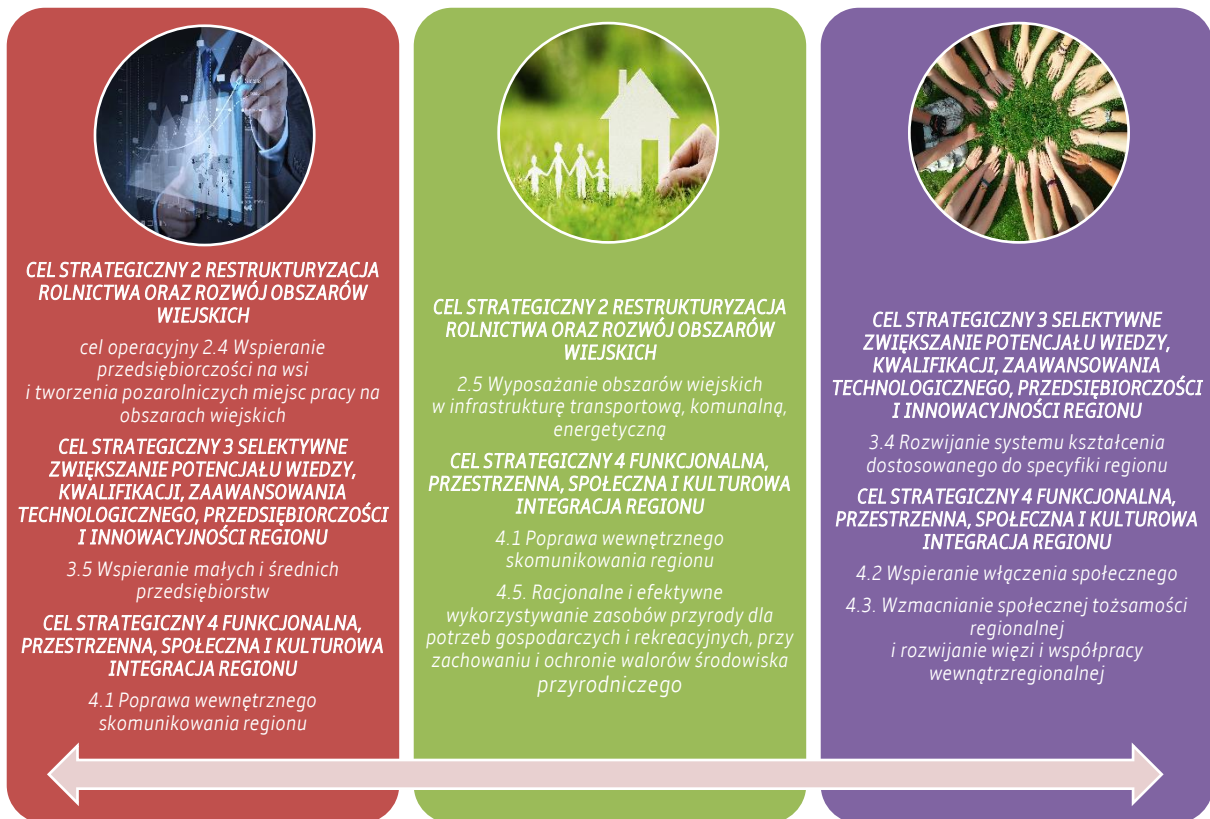 CEL STRATEGICZNY 2 RESTRUKTURYZACJA
ROLNICTWA ORAZ ROZWÓJ OBSZARÓW
WIEJSKICH
cel operacyjny 2.4 Wspieranie
przedsiębiorczości na wsi
i tworzenia pozarolniczych miejsc pracy na
obszarach wiejskich
CEL STRATEGICZNY 3 SELEKTYWNE
ZWIĘKSZANIE POTENCJAŁU WIEDZY,
KWALIFIKACJI, ZAAWANSOWANIA
TECHNOLOGICZNEGO, PRZEDSIĘBIORCZOŚCI
I INNOWACYJNOŚCI REGIONU
3.5 Wspieranie małych i średnich
przedsiębiorstw
CEL STRATEGICZNY 4 FUNKCJONALNA,
PRZESTRZENNA, SPOŁECZNA I KULTUROWA
INTEGRACJA REGIONU
4.1 Poprawa wewnętrznego
skomunikowania regionu
CEL STRATEGICZNY 2 RESTRUKTURYZACJA
ROLNICTWA ORAZ ROZWÓJ OBSZARÓW
WIEJSKICH
2.5 Wyposażanie obszarów wiejskich
w infrastrukturę transportową, komunalną,
energetyczną
CEL STRATEGICZNY 4 FUNKCJONALNA,
PRZESTRZENNA, SPOŁECZNA I KULTUROWA
INTEGRACJA REGIONU
4.1 Poprawa wewnętrznego
skomunikowania regionu
4.5. Racjonalne i efektywne
wykorzystywanie zasobów przyrody dla
potrzeb gospodarczych i rekreacyjnych, przy
zachowaniu i ochronie walorów środowiska
przyrodniczego
CEL STRATEGICZNY 3 SELEKTYWNE
ZWIĘKSZANIE POTENCJAŁU WIEDZY,
KWALIFIKACJI, ZAAWANSOWANIA
TECHNOLOGICZNEGO, PRZEDSIĘBIORCZOŚCI
I INNOWACYJNOŚCI REGIONU
3.4 Rozwijanie systemu kształcenia
dostosowanego do specyfiki regionu
CEL STRATEGICZNY 4 FUNKCJONALNA,
PRZESTRZENNA, SPOŁECZNA I KULTUROWA
INTEGRACJA REGIONU
4.2 Wspieranie włączenia społecznego
4.3. Wzmacnianie społecznej tożsamości
regionalnej
i rozwijanie więzi i współpracy
wewnątrzregionalnej